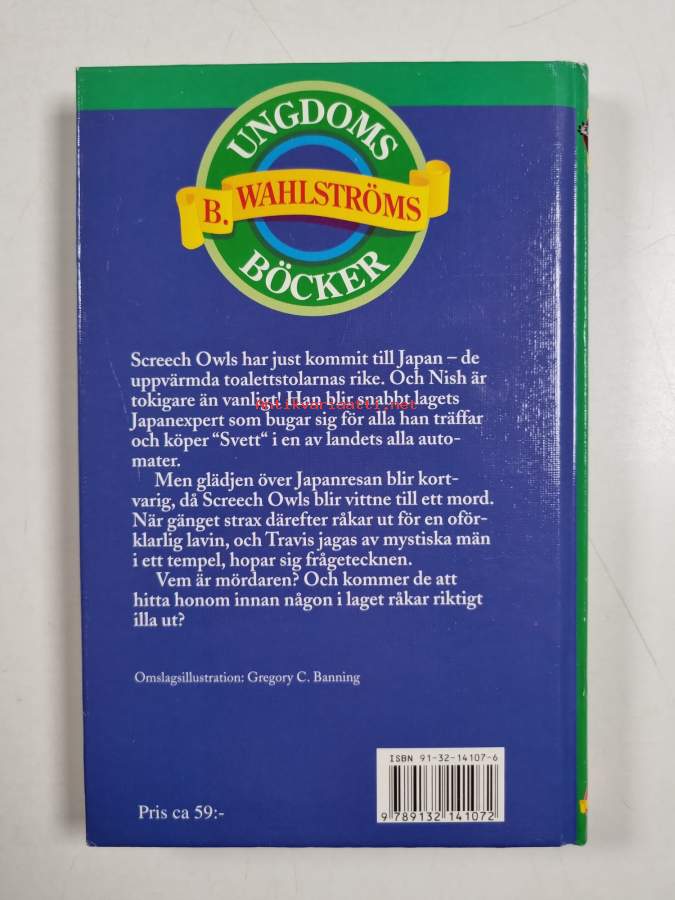 UNGDOMS
B. WAHLSTRÖMS
BÖCKER
Screech Owls har just kommit till Japan – de
uppvärmda toalettstolarnas rike. Och Nish är
tokigare än vanligt! Han blir snabbt lagets
antikvariaatti.net
Japanexpert som bugar sig för alla han träffar
och köper “Svett“ i en av landets alla auto-
mater.
Men glädjen över Japanresan blir kort-
varig, då Screech Owls blir vittne till ett mord.
När gänget strax därefter råkar ut för en oför-
klarlig lavin, och Travis jagas av mystiska män
i ett tempel, hopar sig frågetecknen.
Vem är mördaren? Och kommer de att
hitta honom innan någon i laget råkar riktigt
illa ut?
Omslagsillustration: Gregory C. Banning
ISBN 91-32-14107-6
9 789132 141072
Pris ca 59:-